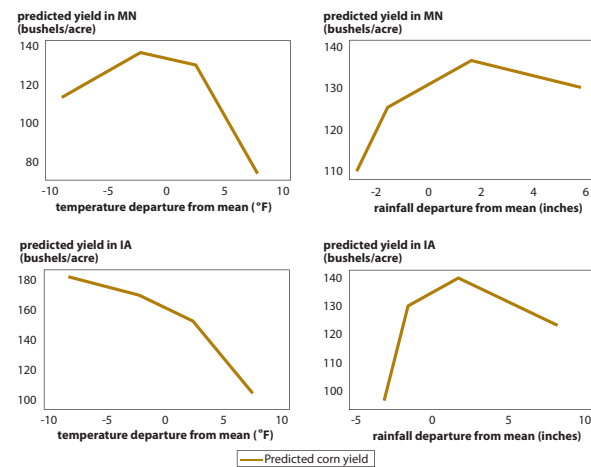 predicted yield in MN
(bushels/acre)
140
120
100
80
-10 -5 0 5 10
temperature departure from mean (°F)
predicted yield in MN
(bushels/acre)
140
130
120
110
-2 0 2 4 6
rainfall departure from mean (inches)
predicted yield in IA
(bushels/acre)
180
160
140
120
100
-10 -5 0 5 10
temperature departure from mean (°F)
predicted yield in IA
(bushels/acre)
140
130
120
110
100
-5 0 5 10
rainfall departure from mean (inches)
Predicted corn yield